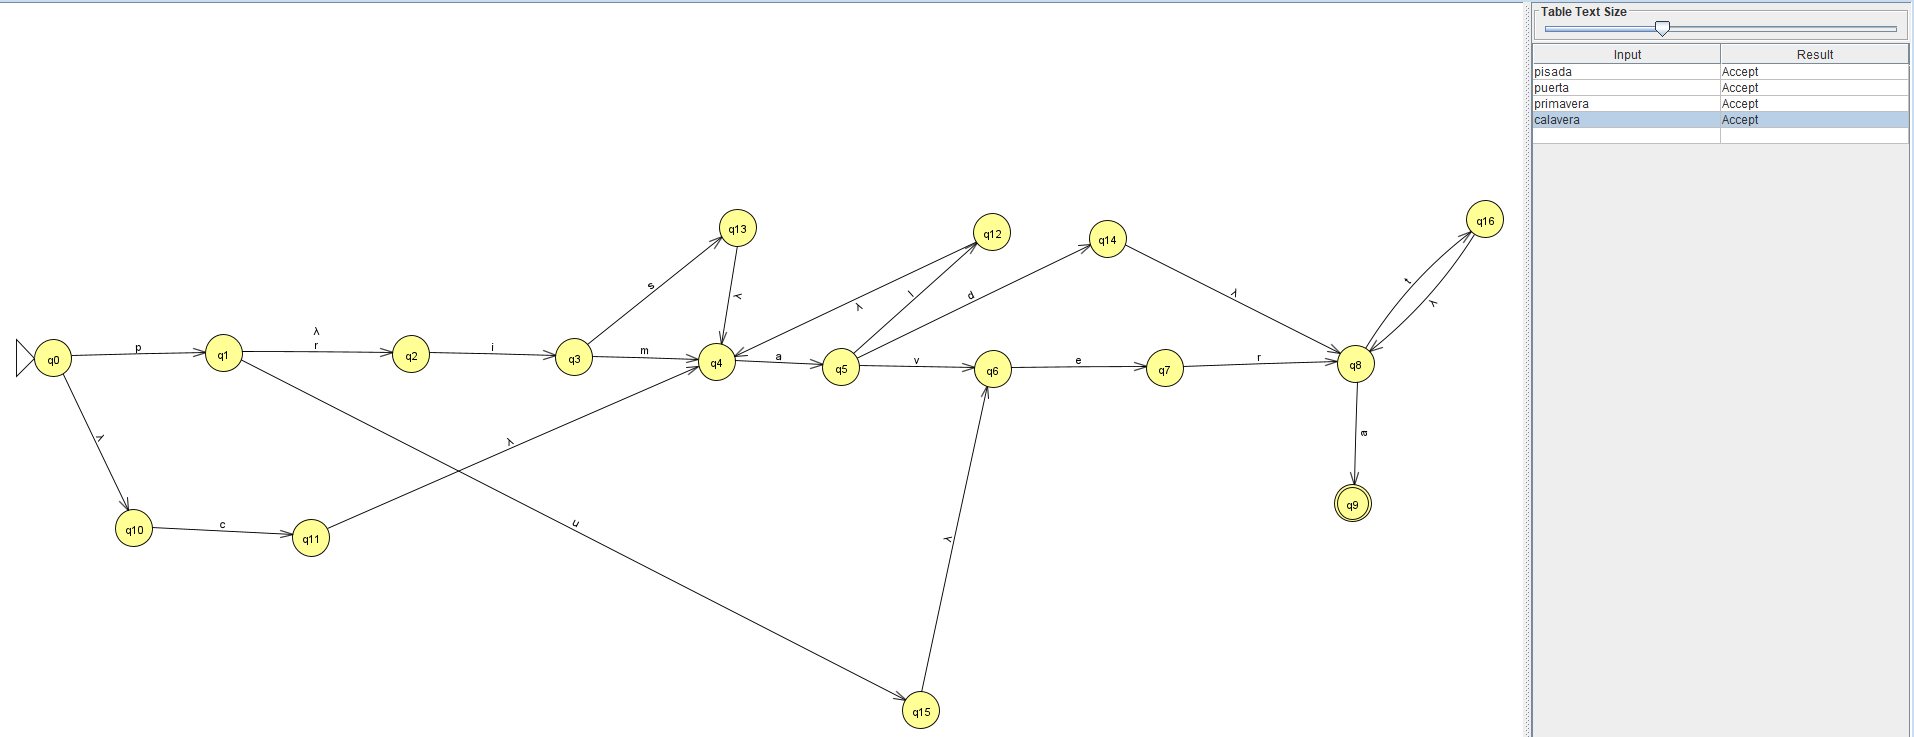 Table Text Size
Input Result
pisada Accept
puerta Accept
primavera Accept
calavera Accept
q16
q13
q12
q14
s
l
d
λ
t
λ
λ
λ
λ
r
p
i
m
a
v
e
r
q0
q1
q2
q3
q4
q5
q6
q7
q8
λ
λ
a
q9
c
q10
q11
u
λ
q15